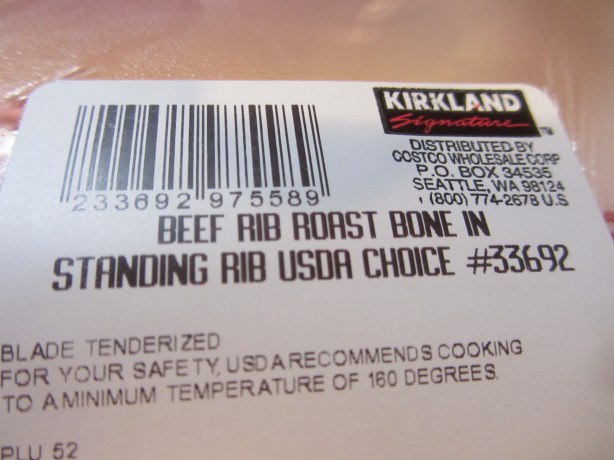 KIRKLAND
Signature™
DISTRIBUTED BY
COSTCO WHOLESALE CORP
P.O. BOX 34535
SEATTLE, WA 98124
(800) 774-2678 U.S
233692 975589
BEEF RIB ROAST BONE IN
STANDING RIB USDA CHOICE #33692
BLADE TENDERIZED
FOR YOUR SAFETY, USDA RECOMMENDS COOKING
TO A MINIMUM TEMPERATURE OF 160 DEGREES.
PLU 52